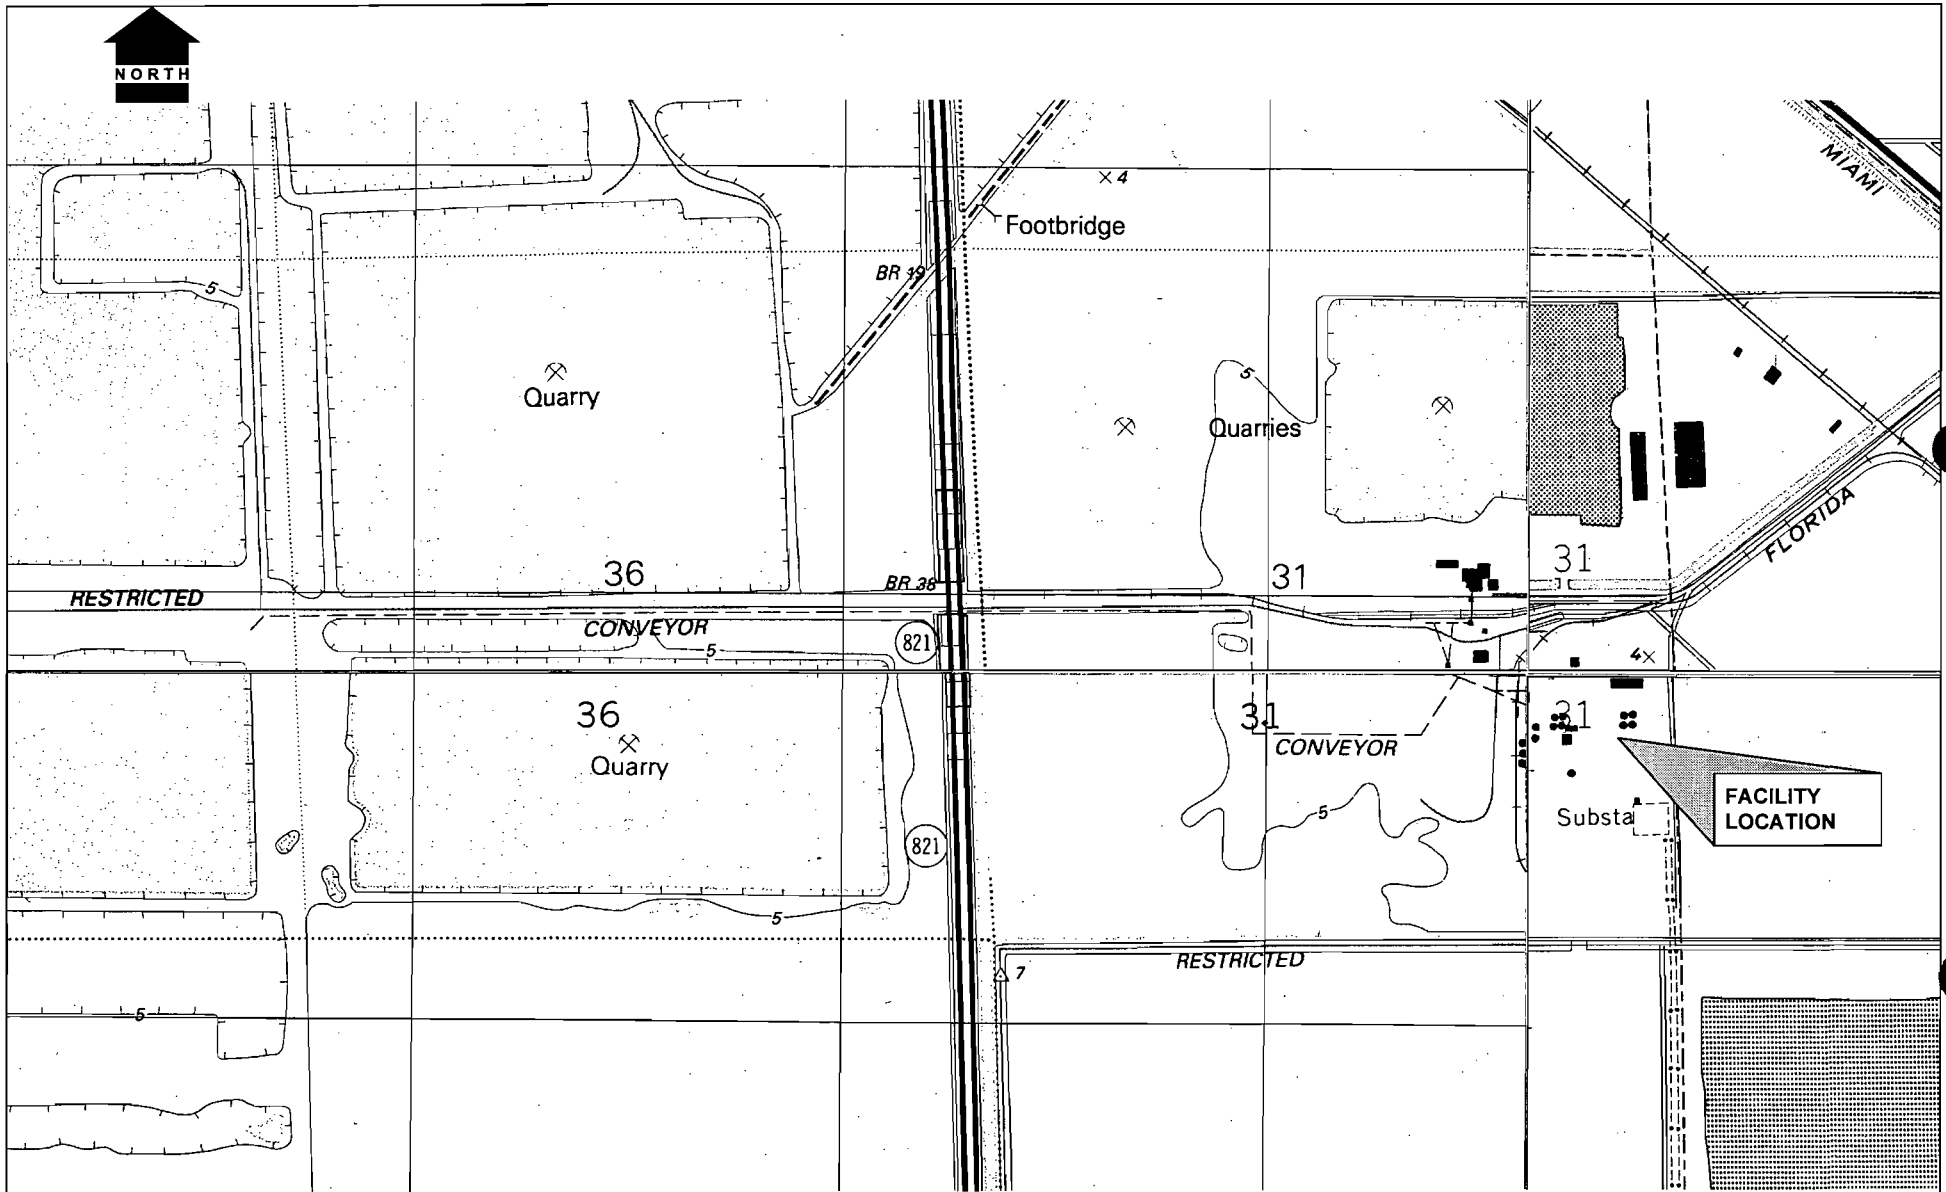 NORTH
MIAMI
4
Footbridge
BR 19
5
5
Quarry
Quarries
FLORIDA
36
31
31
BR 38
RESTRICTED
CONVEYOR
821
5
4
36
31
31
CONVEYOR
Quarry
FACILITY
LOCATION
5
Substa
821
5
RESTRICTED
7
5